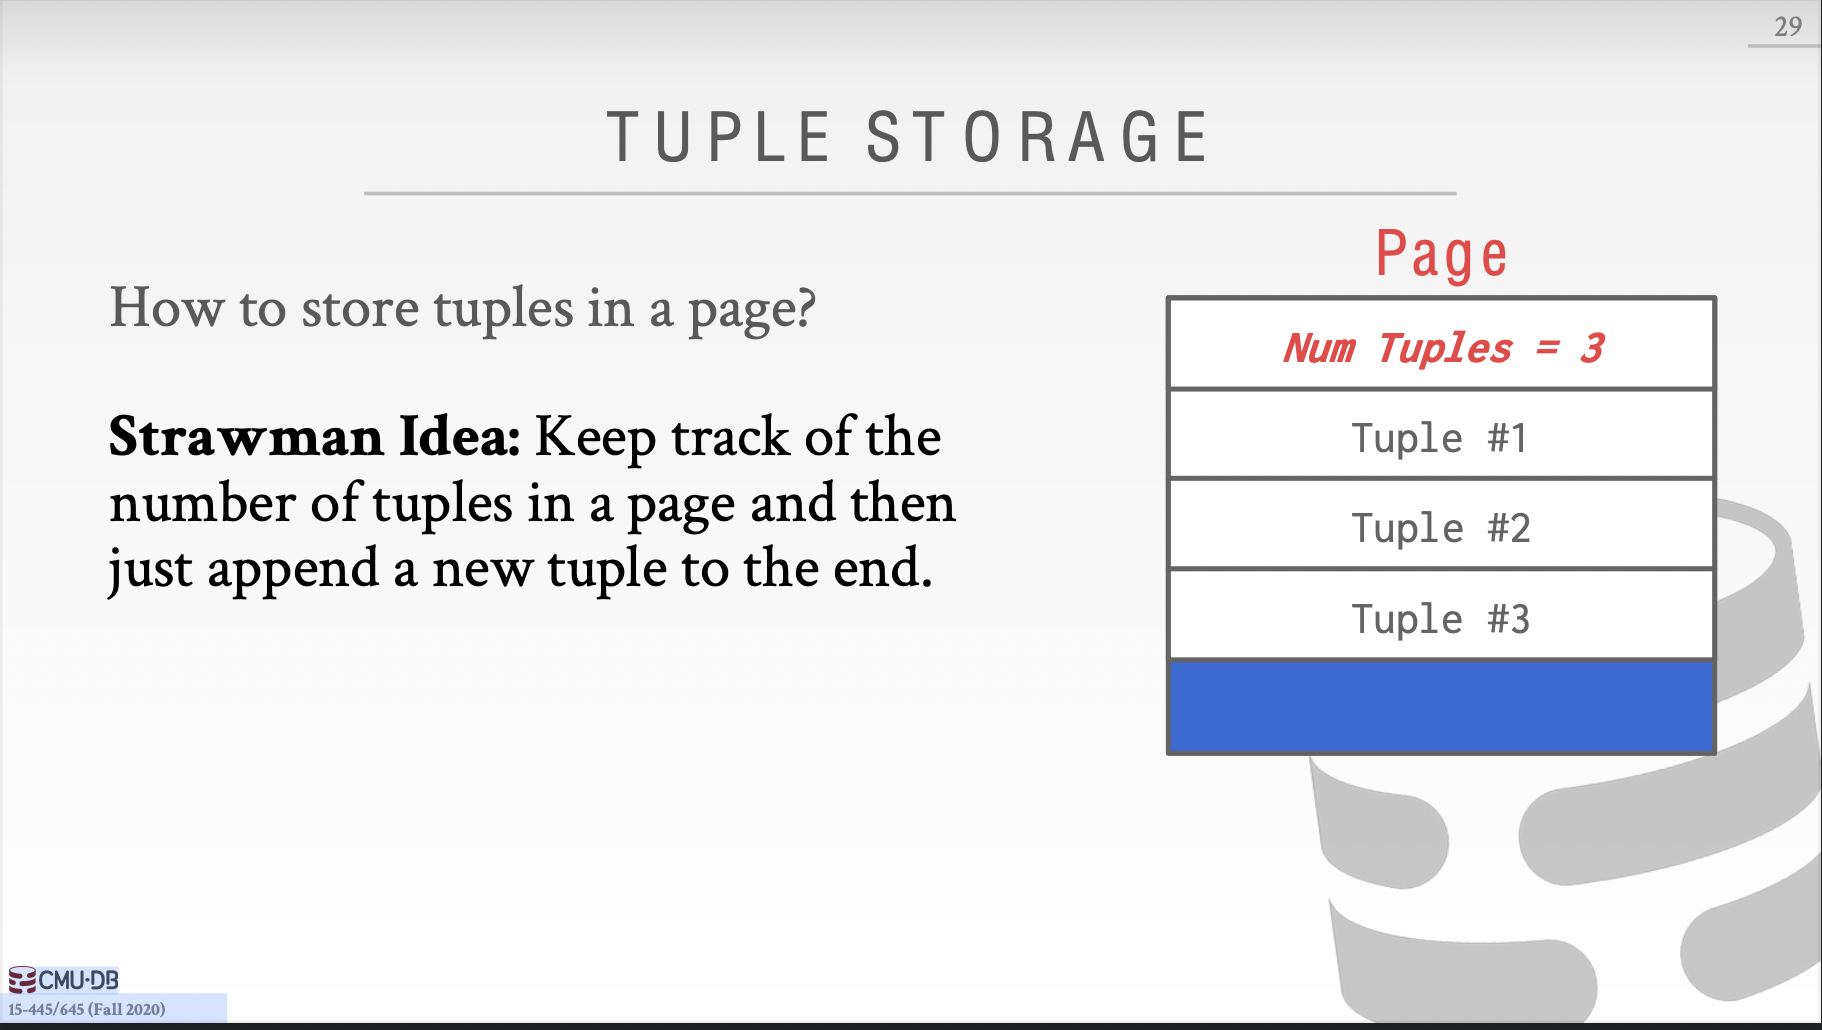 29
TUPLE STORAGE
How to store tuples in a page?
Strawman Idea: Keep track of the
number of tuples in a page and then
just append a new tuple to the end.
Page
Num Tuples = 3
Tuple #1
Tuple #2
Tuple #3
CMU·DB
15-445/645 (Fall 2020)